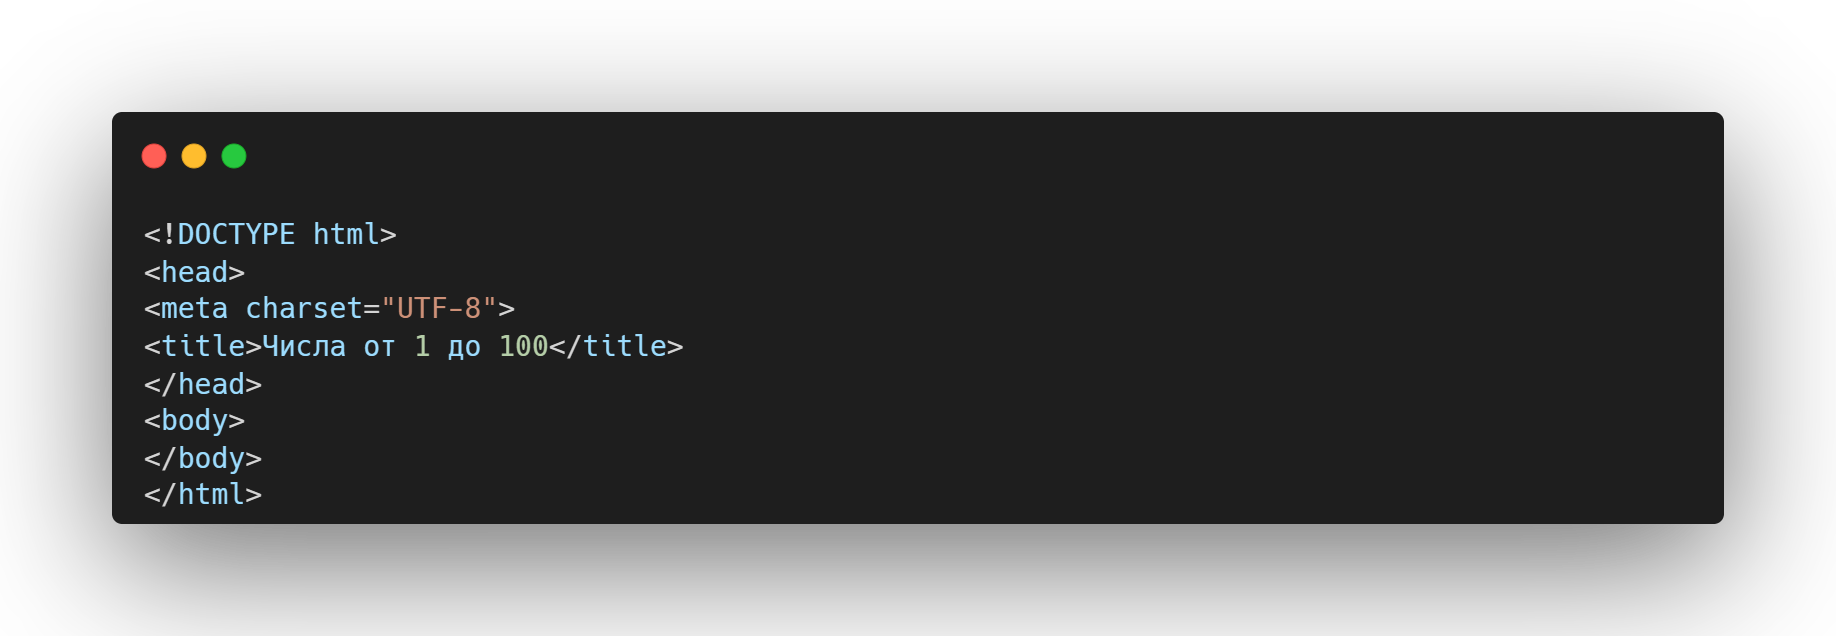 <!DOCTYPE html>
<head>
<meta charset="UTF-8">
<title>Числа от 1 до 100</title>
</head>
<body>
</body>
</html>